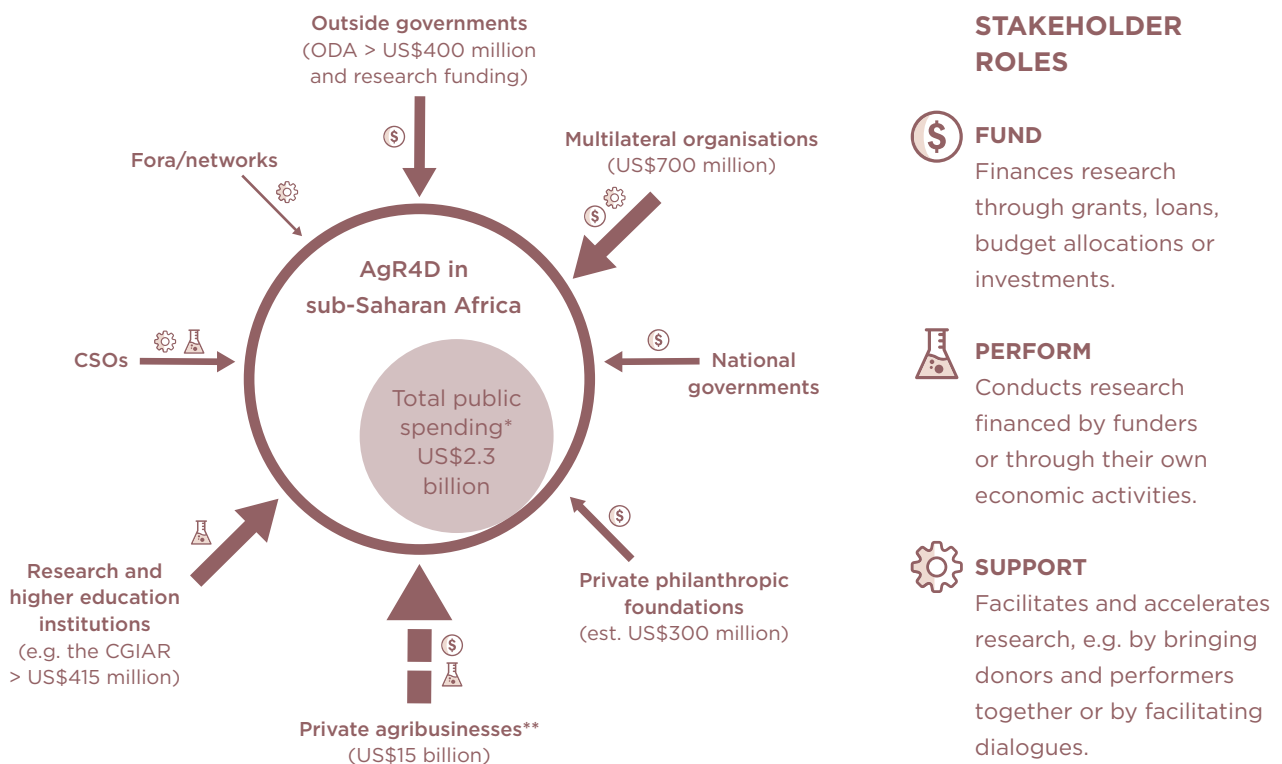 Outside governments
(ODA > US$400 million
and research funding)
$
Multilateral organisations
(US$700 million)
$
Fora/networks
AgR4D in
sub-Saharan Africa
CSOs
$
National
governments
Total public
spending*
US$2.3
billion
Research and
higher education
institutions
(e.g. the CGIAR
> US$415 million)
$
Private philanthropic
foundations
(est. US$300 million)
$
Private agribusinesses**
(US$15 billion)
STAKEHOLDER
ROLES
$
FUND
Finances research
through grants, loans,
budget allocations or
investments.
PERFORM
Conducts research
financed by funders
or through their own
economic activities.
SUPPORT
Facilitates and accelerates
research, e.g. by bringing
donors and performers
together or by facilitating
dialogues.